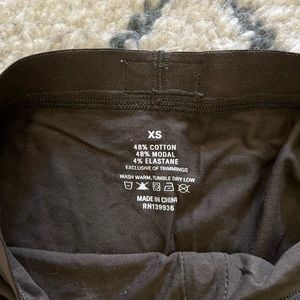 XS
48% COTTON
48% MODAL
4% ELASTANE
EXCLUSIVE OF TRIMMINGS
WASH WARM, TUMBLE DRY LOW
MADE IN CHINA
RN139936